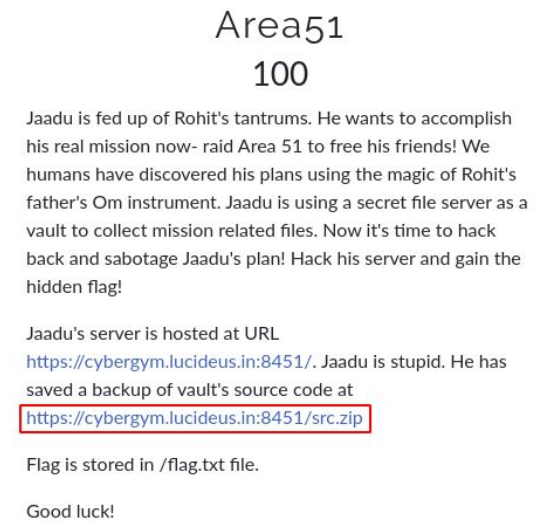 Area51
100
Jaadu is fed up of Rohit's tantrums. He wants to accomplish
his real mission now- raid Area 51 to free his friends! We
humans have discovered his plans using the magic of Rohit's
father's Om instrument. Jaadu is using a secret file server as a
vault to collect mission related files. Now it's time to hack
back and sabotage Jaadu's plan! Hack his server and gain the
hidden flag!
Jaadu's server is hosted at URL
https://cybergym.lucideus.in:8451/. Jaadu is stupid. He has
saved a backup of vault's source code at
https://cybergym.lucideus.in:8451/src.zip
Flag is stored in /flag.txt file.
Good luck!